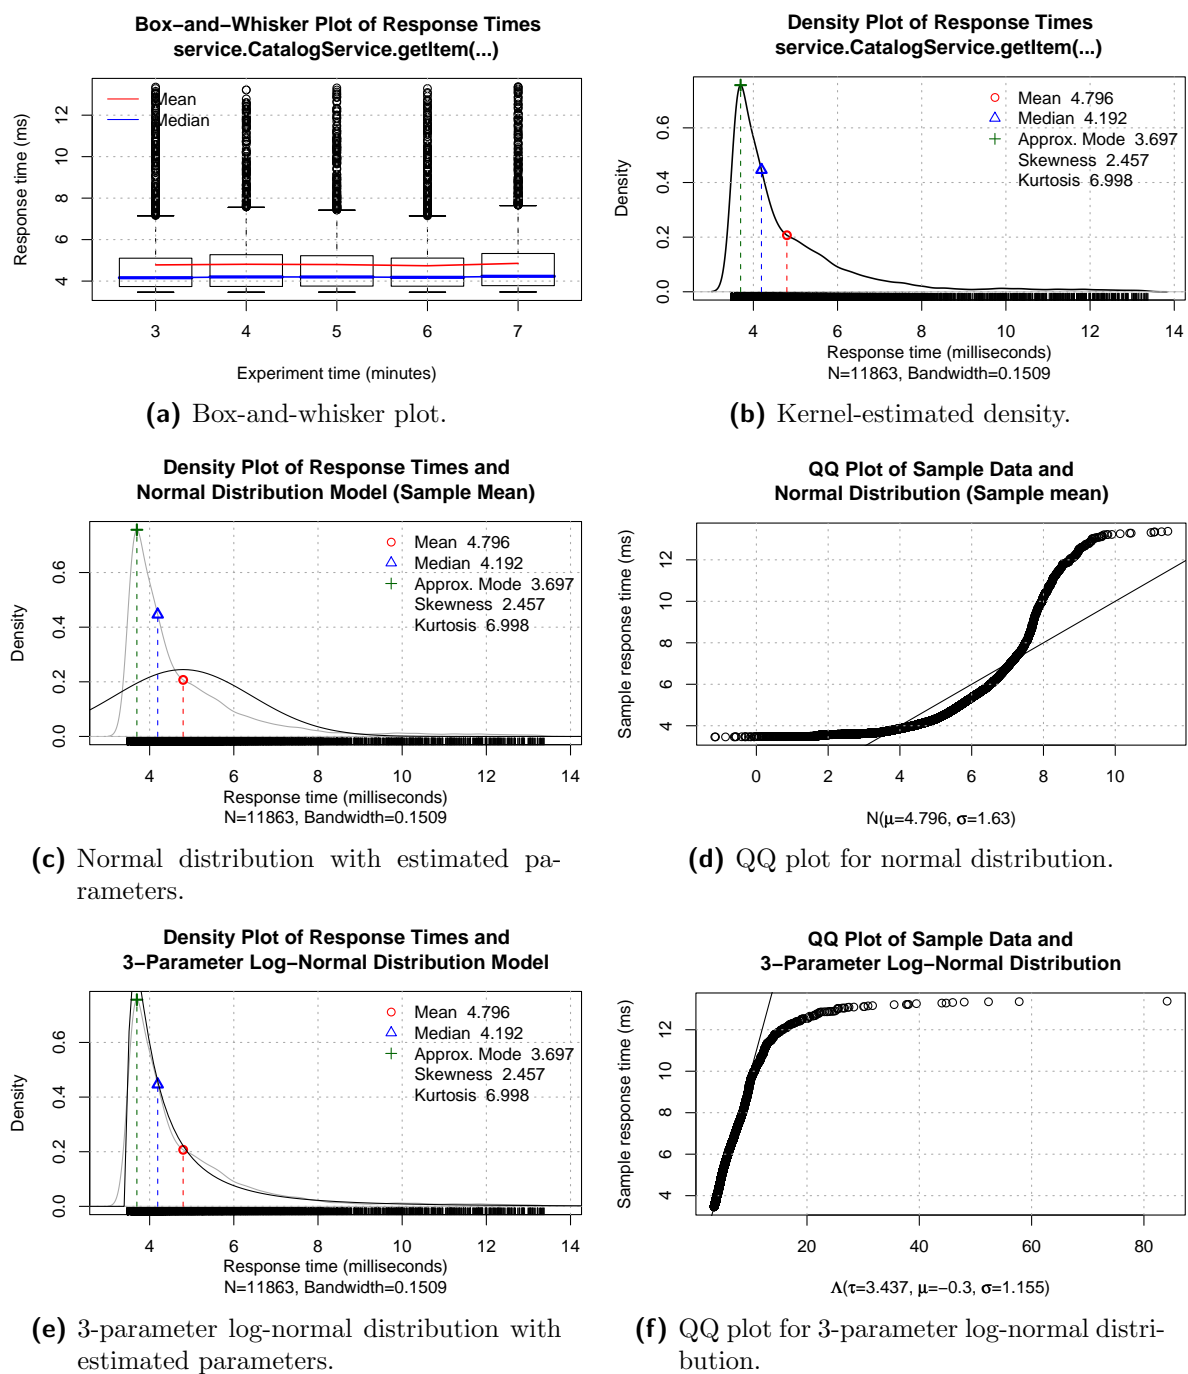 Box−and−Whisker Plot of Response Times
service.CatalogService.getItem(...)
Response time (ms)
4 6 8 10 12
Mean
Median
3 4 5 6 7
Experiment time (minutes)
(a) Box-and-whisker plot.
Density Plot of Response Times
service.CatalogService.getItem(...)
Density
0.0 0.2 0.4 0.6
Mean 4.796
Median 4.192
Approx. Mode 3.697
Skewness 2.457
Kurtosis 6.998
4 6 8 10 12 14
Response time (milliseconds)
N=11863, Bandwidth=0.1509
(b) Kernel-estimated density.
Density Plot of Response Times and
Normal Distribution Model (Sample Mean)
Density
0.0 0.2 0.4 0.6
Mean 4.796
Median 4.192
Approx. Mode 3.697
Skewness 2.457
Kurtosis 6.998
4 6 8 10 12 14
Response time (milliseconds)
N=11863, Bandwidth=0.1509
(c) Normal distribution with estimated pa-
rameters.
QQ Plot of Sample Data and
Normal Distribution (Sample mean)
Sample response time (ms)
4 6 8 10 12
0 2 4 6 8 10
N(μ=4.796, σ=1.63)
(d) QQ plot for normal distribution.
Density Plot of Response Times and
3−Parameter Log−Normal Distribution Model
Density
0.0 0.2 0.4 0.6
Mean 4.796
Median 4.192
Approx. Mode 3.697
Skewness 2.457
Kurtosis 6.998
4 6 8 10 12 14
Response time (milliseconds)
N=11863, Bandwidth=0.1509
(e) 3-parameter log-normal distribution with
estimated parameters.
QQ Plot of Sample Data and
3−Parameter Log−Normal Distribution
Sample response time (ms)
4 6 8 10 12
20 40 60 80
Λ(τ=3.437, μ=−0.3, σ=1.155)
(f) QQ plot for 3-parameter log-normal distri-
bution.